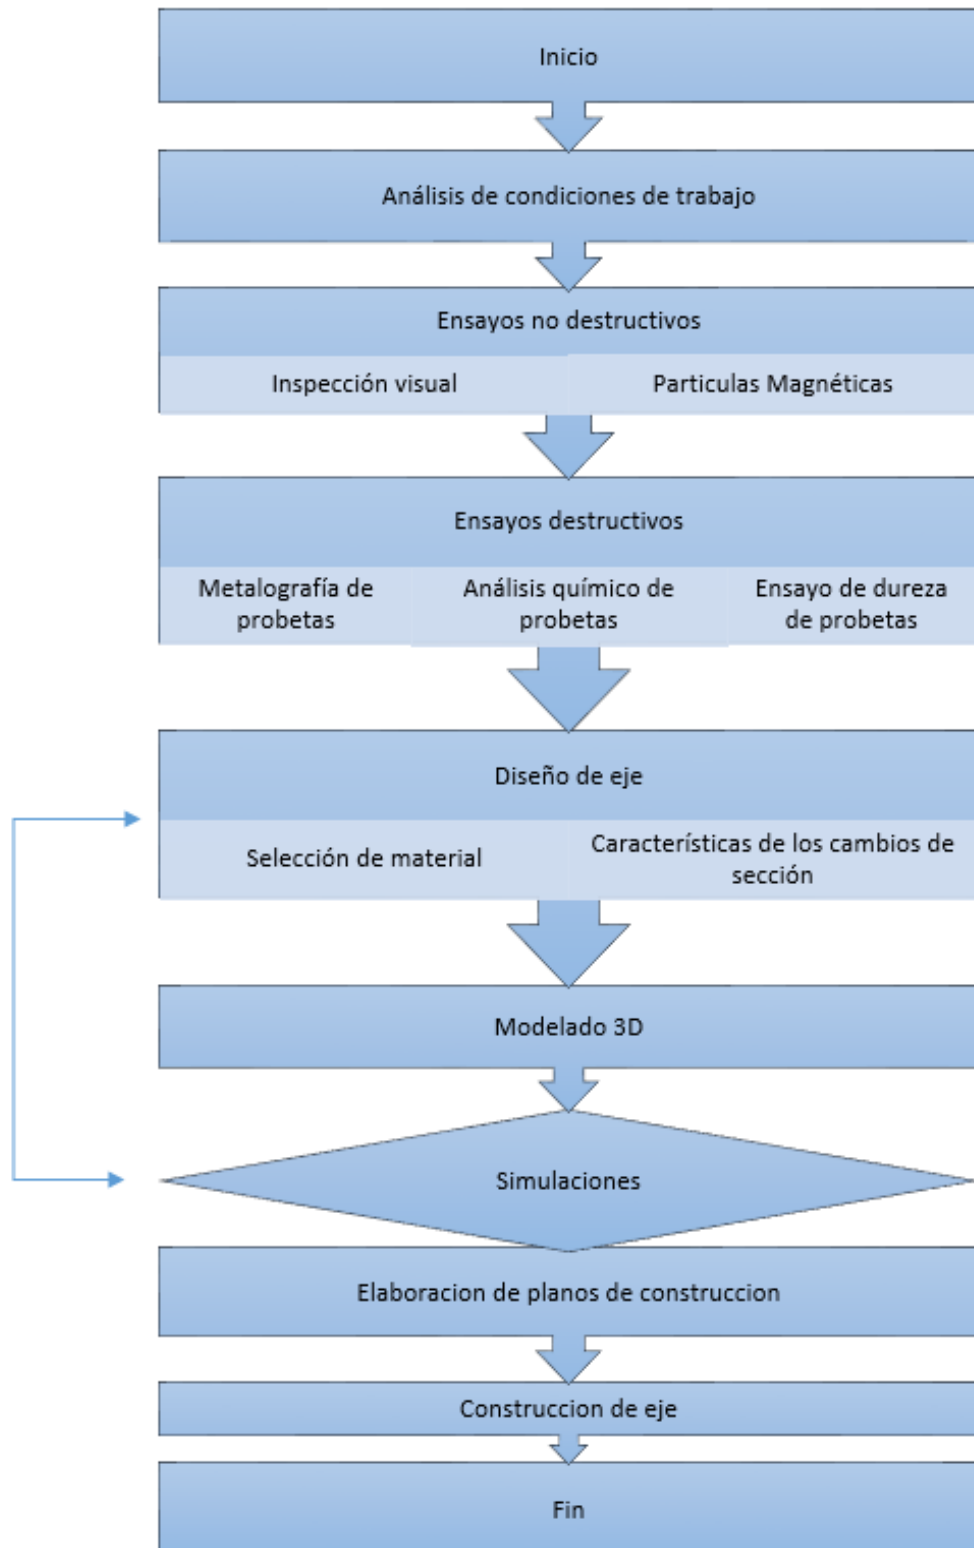 Inicio
Análisis de condiciones de trabajo
Ensayos no destructivos
Inspección visual
Particulas Magnéticas
Ensayos destructivos
Metalografía de
probetas
Análisis químico de
probetas
Ensayo de dureza
de probetas
Diseño de eje
Selección de material
Característícas de los cambios de
sección
Modelado 3D
Simulaciones
Elaboracion de planos de construccion
Construccion de eje
Fin